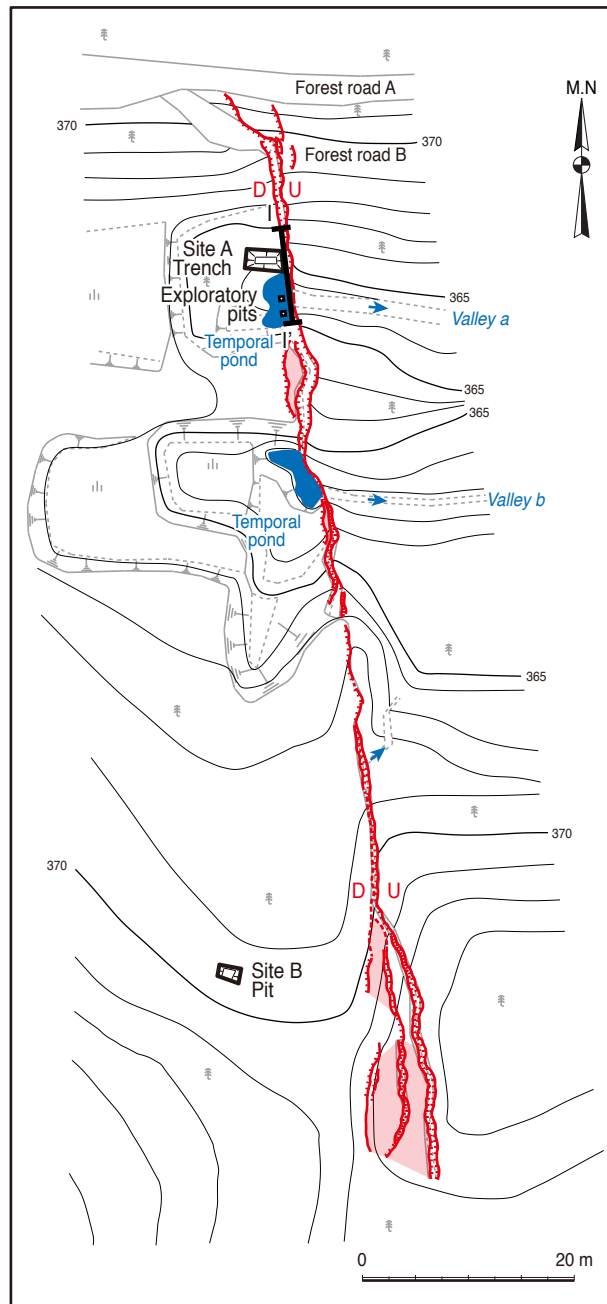 Forest road A
M.N
370
370
Forest road B
D U
I
Site A
Trench
Exploratory
pits
365
Valley a
Temporal
pond
I'
365
365
Valley b
Temporal
pond
365
370
370
D U
Site B
Pit
0 20 m